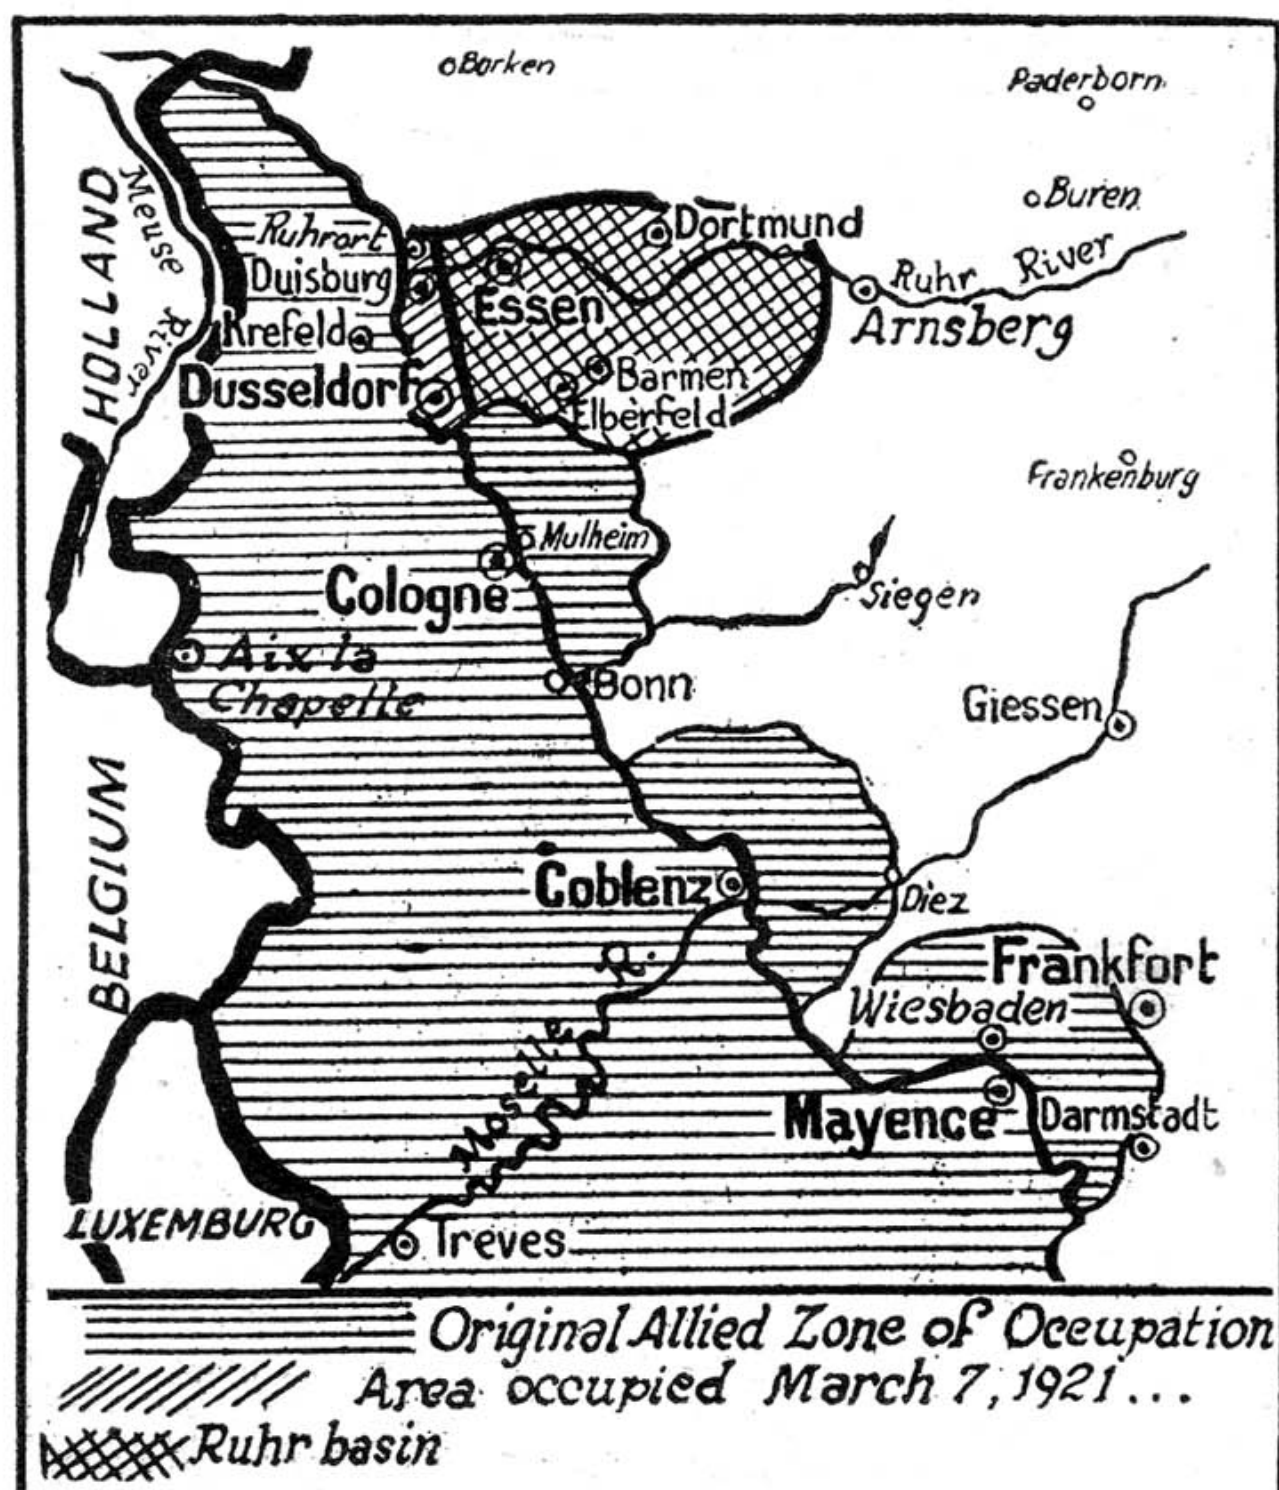 Borken
Paderborn
HOLLAND
Meuse River
Buren
Ruhrort
Dortmund
Duisburg
Ruhr River
Essen
Krefeld
Arnsberg
Dusseldorf
Barmen
Elberfeld
Frankenburg
Mulheim
Cologne
Siegen
Aix la
Chapelle
Bonn
Giessen
BELGIUM
Coblenz
Diez
Frankfort
Moselle R.
Wiesbaden
Mayence
Darmstadt
LUXEMBURG
Treves
Original Allied Zone of Occupation
Area occupied March 7, 1921...
Ruhr basin